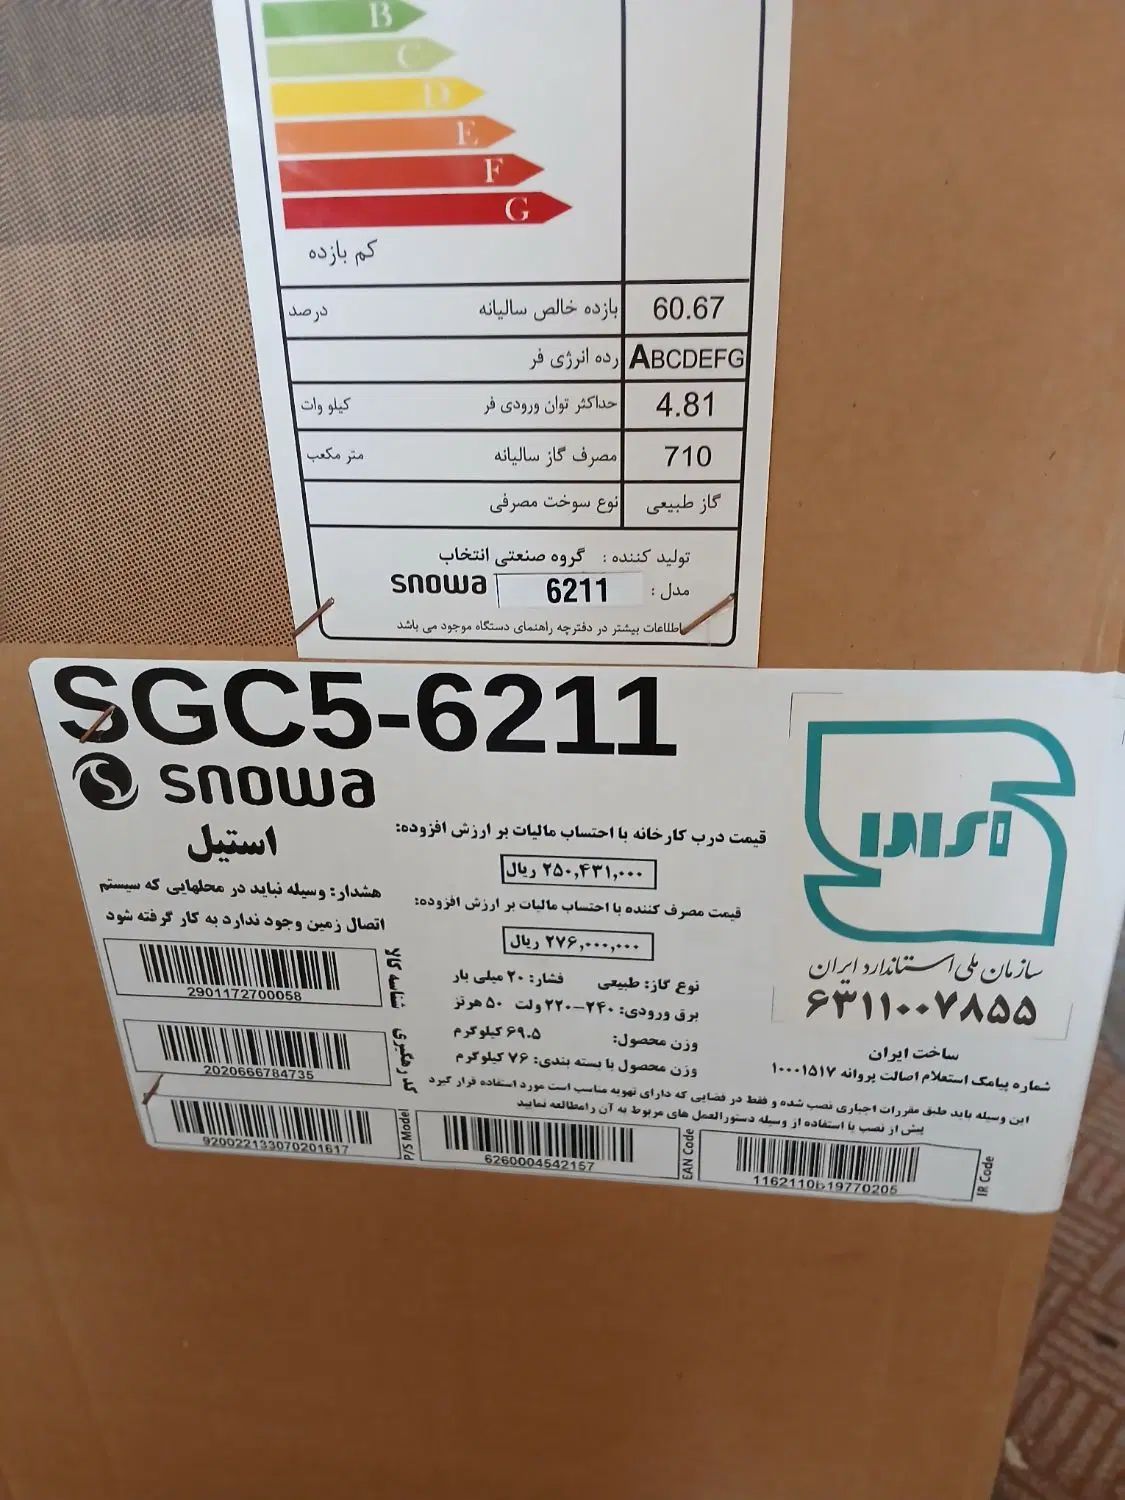 B
C
D
E
F
G
کم بازده
بازده خالص سالیانه درصد 60.67
رده انرژی فر ABCDEFG
حداکثر توان ورودی فر کیلو وات 4.81
مصرف گاز سالیانه متر مکعب 710
نوع سوخت مصرفی گاز طبیعی
تولید کننده : گروه صنعتی انتخاب
مدل : 6211 snowa
اطلاعات بیشتر در دفترچه راهنمای دستگاه موجود می باشد
SGC5-6211
snowa
استیل
هشدار: وسیله نباید در محلهایی که سیستم
اتصال زمین وجود ندارد به کار گرفته شود
قیمت درب کارخانه با احتساب مالیات بر ارزش افزوده:
۲۵۰,۴۳۱,۰۰۰ ریال
قیمت مصرف کننده با احتساب مالیات بر ارزش افزوده:
۲۷۶,۰۰۰,۰۰۰ ریال
نوع گاز: طبیعی فشار: ۲۰ میلی بار
برق ورودی: ۲۴۰-۲۲۰ ولت ۵۰ هرتز
وزن محصول: ۶۹.۵ کیلوگرم
وزن محصول با بسته بندی: ۷۶ کیلوگرم
سازمان ملی استاندارد ایران
۶۳۱۱۰۰۷۸۵۵
ساخت ایران
شماره پیامک استعلام اصالت پروانه ۱۰۰۰۱۵۱۷
این وسیله باید طبق مقررات اجباری نصب شده و فقط در فضایی که دارای تهویه مناسب است مورد استفاده قرار گیرد
پیش از نصب یا استفاده از وسیله دستورالعمل های مربوط به آن را مطالعه نمایید
شناسه کالا
2901172700058
کد رهگیری
2020666784735
P/S Model
920022133070201617
EAN Code
6260004542157
IR Code
1162110b19770205